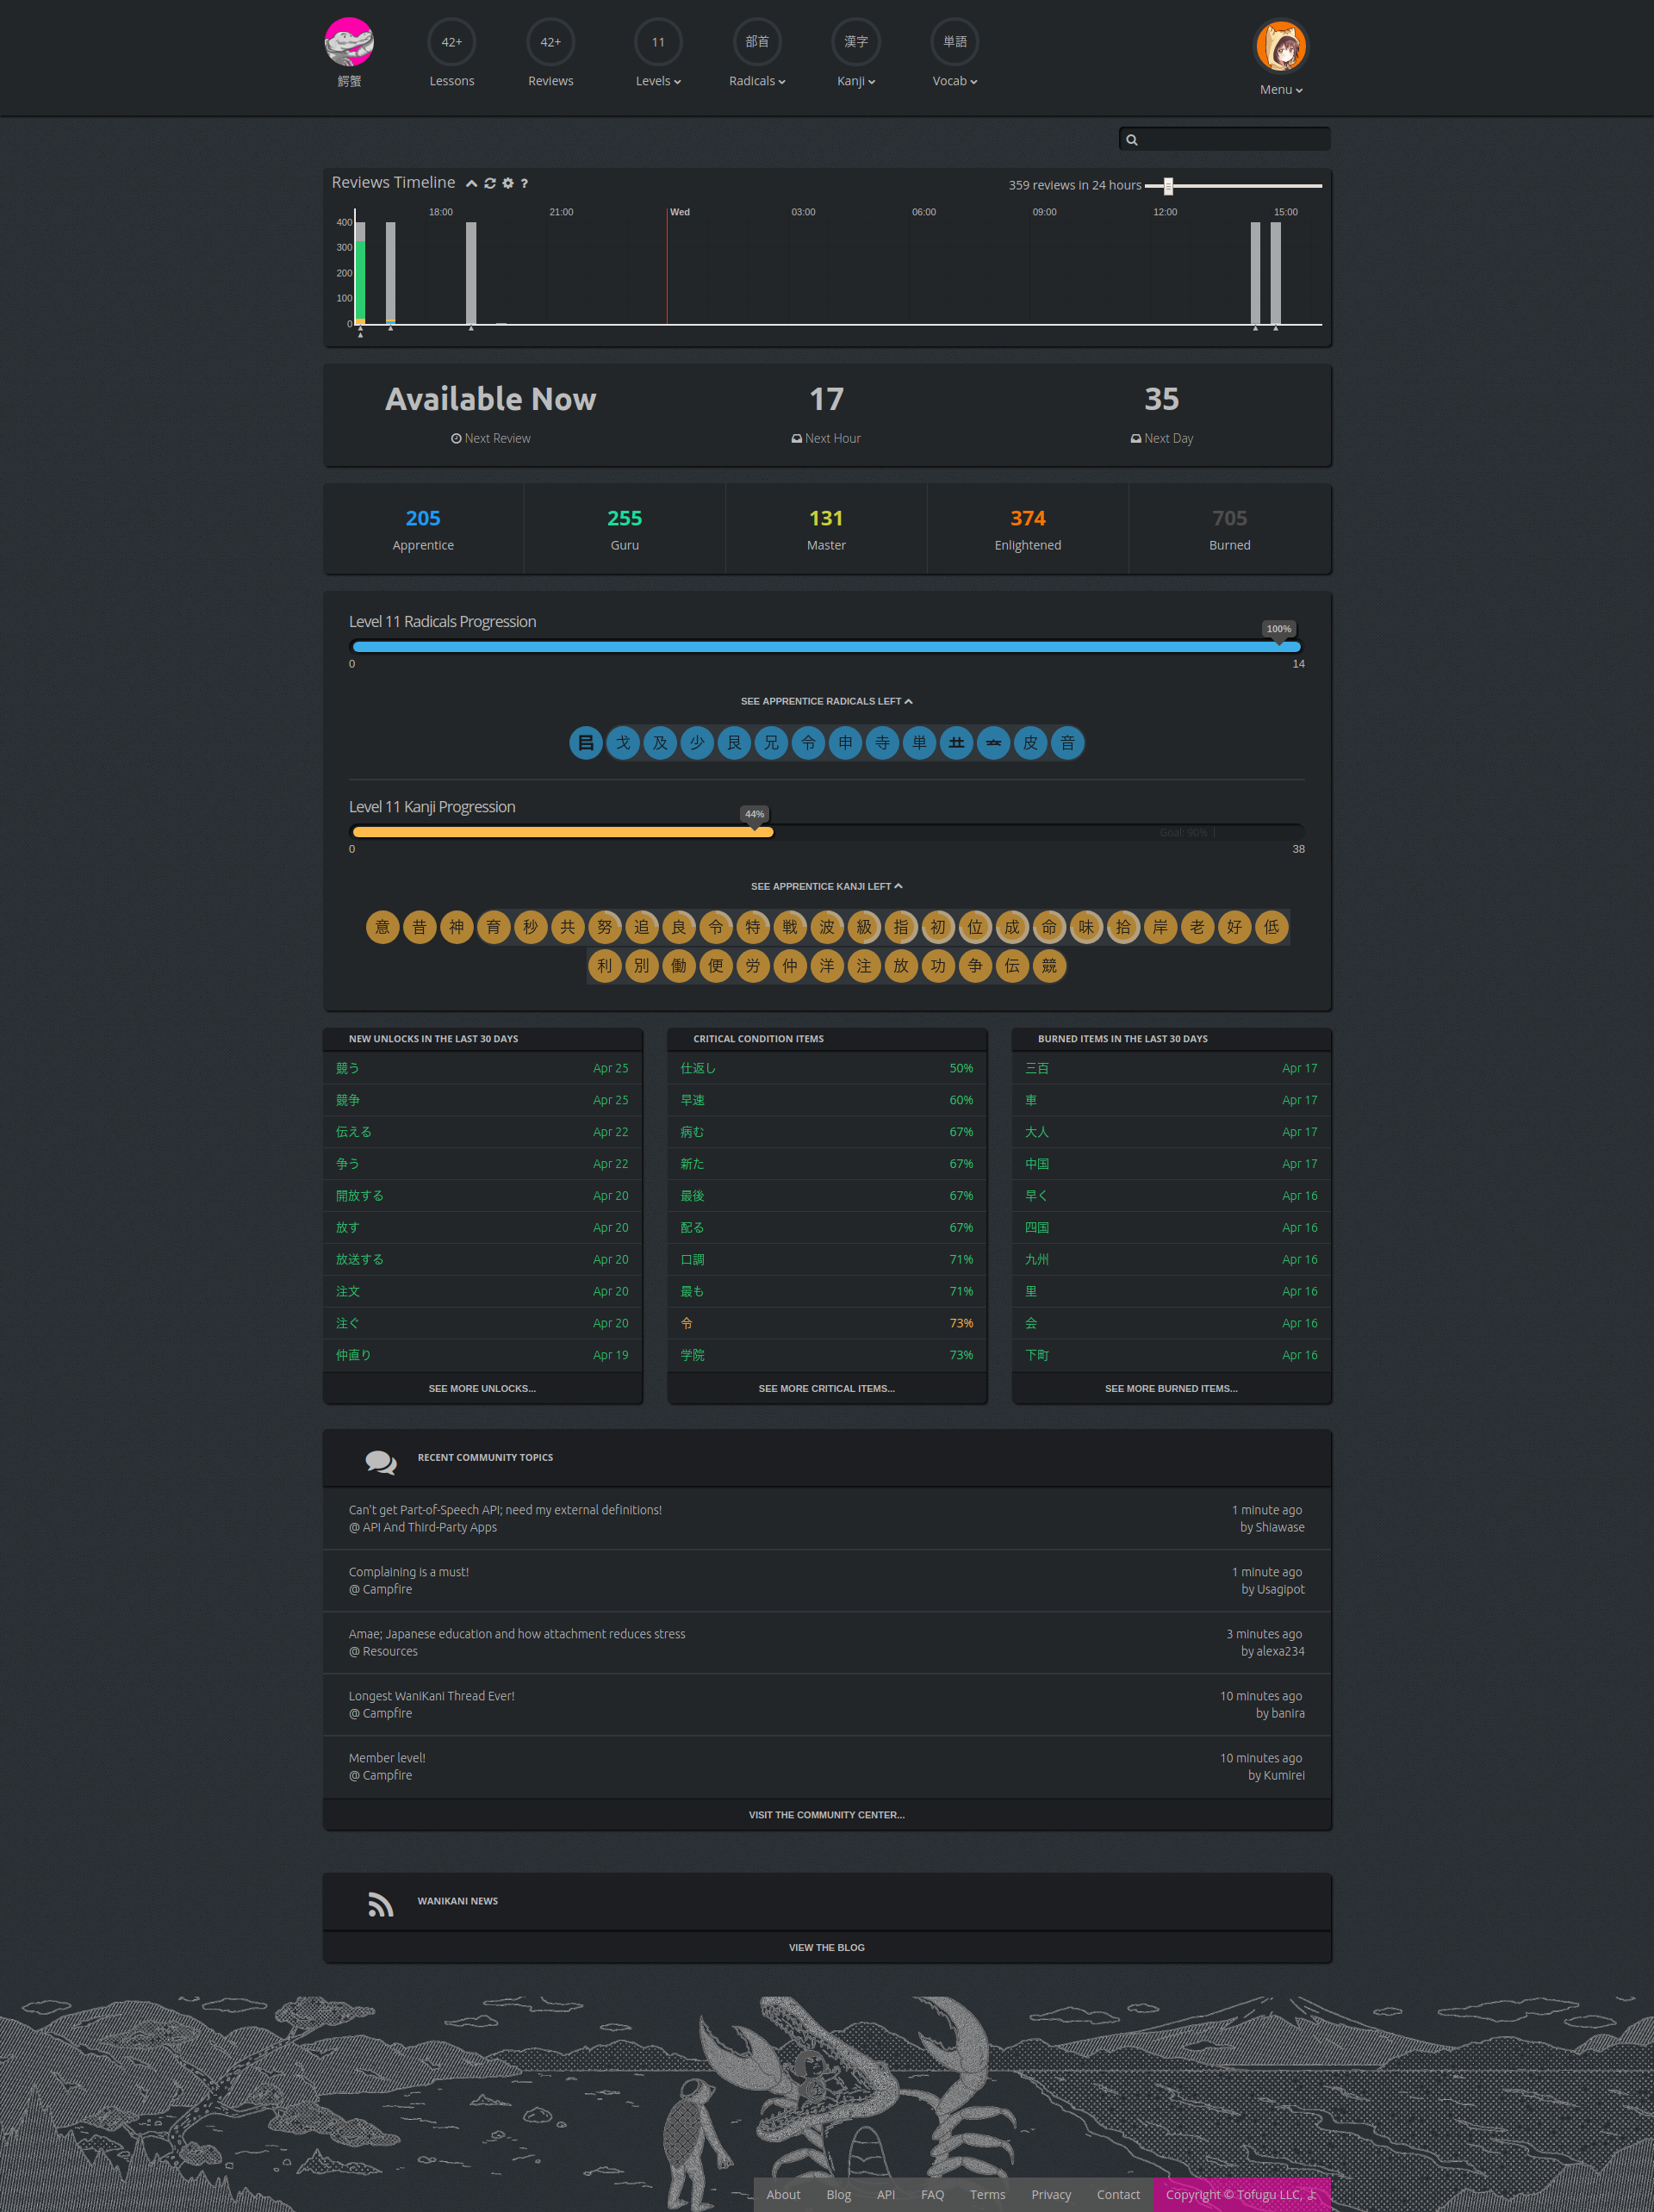 42+ 42+ 11 部首 漢字 単語
鰐蟹 Lessons Reviews Levels Radicals Kanji Vocab Menu
Reviews Timeline ? 359 reviews in 24 hours
18:00 21:00 Wed 03:00 06:00 09:00 12:00 15:00
400
300
200
100
0
Available Now 17 35
Next Review Next Hour Next Day
205 255 131 374 705
Apprentice Guru Master Enlightened Burned
Level 11 Radicals Progression
100%
0 14
SEE APPRENTICE RADICALS LEFT
戈 及 少 艮 兄 令 申 寺 単 皮 音
Level 11 Kanji Progression
44%
Goal: 90%
0 38
SEE APPRENTICE KANJI LEFT
意 昔 神 育 秒 共 努 追 良 令 特 戦 波 級 指 初 位 成 命 味 拾 岸 老 好 低
利 別 働 便 労 仲 洋 注 放 功 争 伝 競
NEW UNLOCKS IN THE LAST 30 DAYS
競う Apr 25
競争 Apr 25
伝える Apr 22
争う Apr 22
開放する Apr 20
放す Apr 20
放送する Apr 20
注文 Apr 20
注ぐ Apr 20
仲直り Apr 19
SEE MORE UNLOCKS...
CRITICAL CONDITION ITEMS
仕返し 50%
早速 60%
病む 67%
新た 67%
最後 67%
配る 67%
口調 71%
最も 71%
令 73%
学院 73%
SEE MORE CRITICAL ITEMS...
BURNED ITEMS IN THE LAST 30 DAYS
三百 Apr 17
車 Apr 17
大人 Apr 17
中国 Apr 17
早く Apr 16
四国 Apr 16
九州 Apr 16
里 Apr 16
会 Apr 16
下町 Apr 16
SEE MORE BURNED ITEMS...
RECENT COMMUNITY TOPICS
Can't get Part-of-Speech API; need my external definitions! 1 minute ago
@ API And Third-Party Apps by Shiawase
Complaining is a must! 1 minute ago
@ Campfire by Usagipot
Amae; Japanese education and how attachment reduces stress 3 minutes ago
@ Resources by alexa234
Longest WaniKani Thread Ever! 10 minutes ago
@ Campfire by banira
Member level! 10 minutes ago
@ Campfire by Kumirei
VISIT THE COMMUNITY CENTER...
WANIKANI NEWS
VIEW THE BLOG
About Blog API FAQ Terms Privacy Contact Copyright © Tofugu LLC, よ